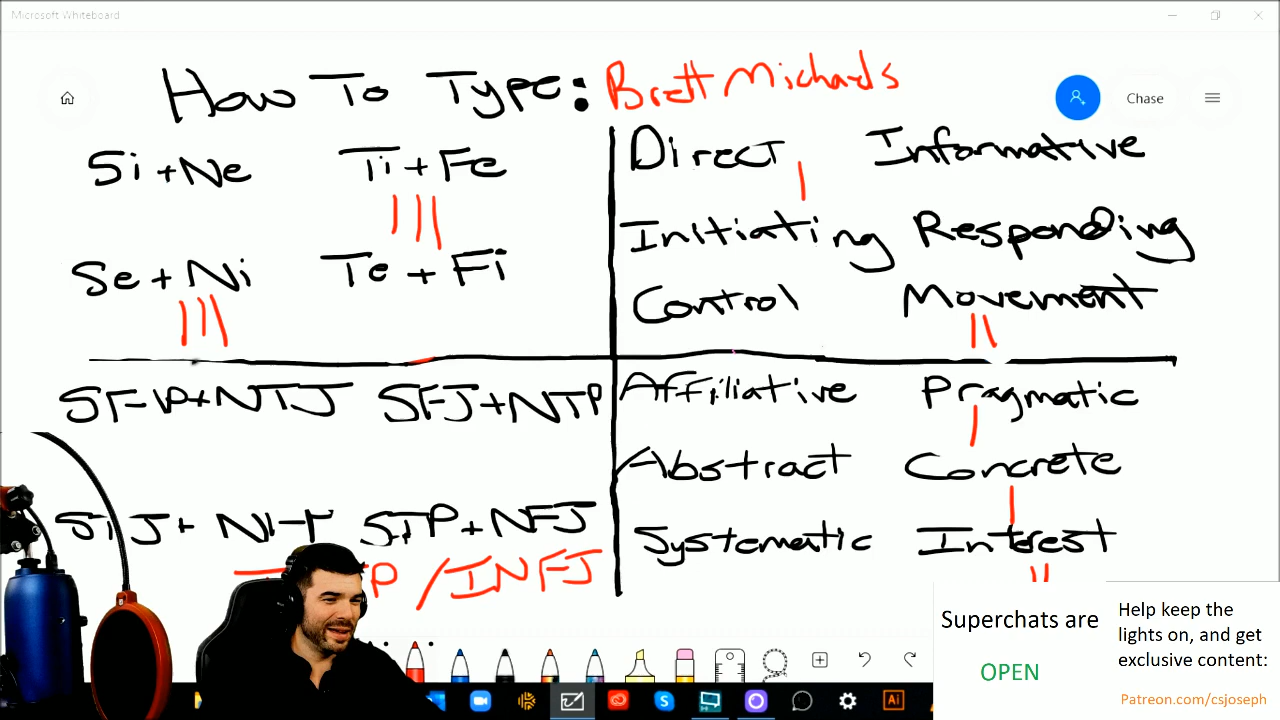 Microsoft Whiteboard
How To Type: Brett Michaels
Chase
Si + Ne Ti + Fe
Se + Ni Te + Fi
Direct Informative
Initiating Responding
Control Movement
SFP + NTJ SFJ + NTP
STP + NFJ
/INFJ
Affiliative Pragmatic
Abstract Concrete
Systematic Interest
Superchats are
OPEN
Help keep the
lights on, and get
exclusive content:
Patreon.com/csjoseph
Ai